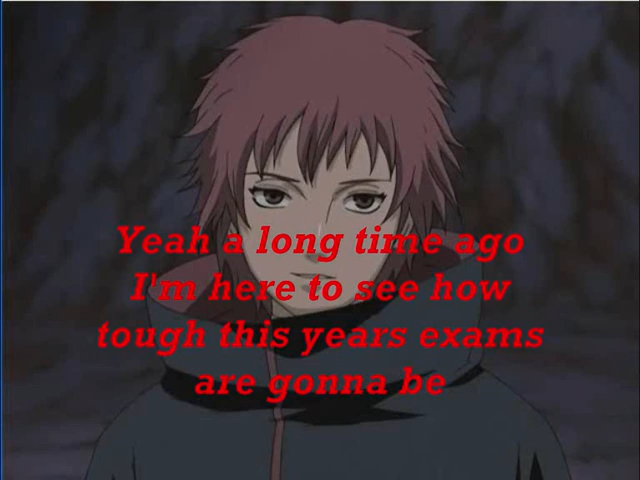 Yeah a long time ago
I'm here to see how
tough this years exams
are gonna be